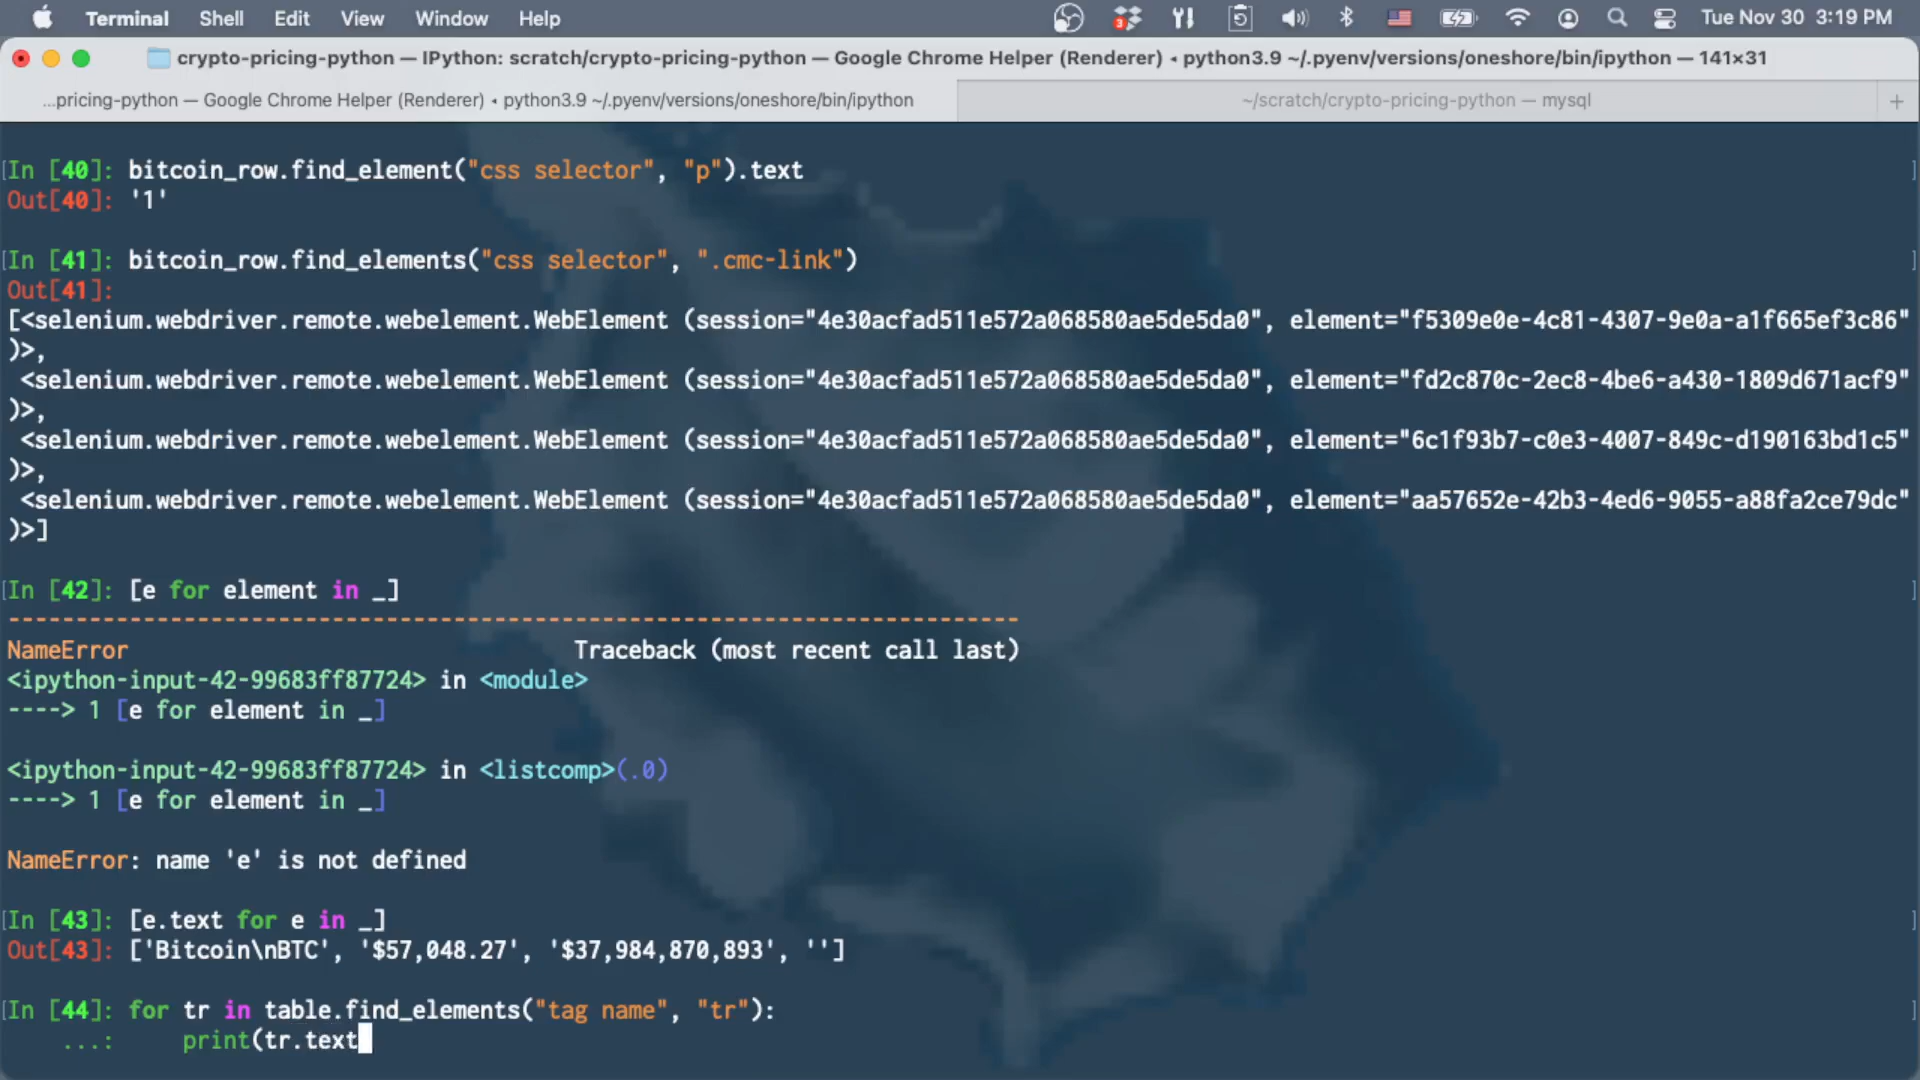 Terminal Shell Edit View Window Help 3 Tue Nov 30 3:19 PM
crypto-pricing-python — IPython: scratch/crypto-pricing-python — Google Chrome Helper (Renderer) ◂ python3.9 ~/.pyenv/versions/oneshore/bin/ipython — 141×31
...pricing-python — Google Chrome Helper (Renderer) ◂ python3.9 ~/.pyenv/versions/oneshore/bin/ipython ~/scratch/crypto-pricing-python — mysql +
In [40]: bitcoin_row.find_element("css selector", "p").text
Out[40]: '1'
In [41]: bitcoin_row.find_elements("css selector", ".cmc-link")
Out[41]:
[<selenium.webdriver.remote.webelement.WebElement (session="4e30acfad511e572a068580ae5de5da0", element="f5309e0e-4c81-4307-9e0a-a1f665ef3c86"
)>,
<selenium.webdriver.remote.webelement.WebElement (session="4e30acfad511e572a068580ae5de5da0", element="fd2c870c-2ec8-4be6-a430-1809d671acf9"
)>,
<selenium.webdriver.remote.webelement.WebElement (session="4e30acfad511e572a068580ae5de5da0", element="6c1f93b7-c0e3-4007-849c-d190163bd1c5"
)>,
<selenium.webdriver.remote.webelement.WebElement (session="4e30acfad511e572a068580ae5de5da0", element="aa57652e-42b3-4ed6-9055-a88fa2ce79dc"
)>]
In [42]: [e for element in _]
---------------------------------------------------------------------------
NameError Traceback (most recent call last)
<ipython-input-42-99683ff87724> in <module>
----> 1 [e for element in _]
<ipython-input-42-99683ff87724> in <listcomp>(.0)
----> 1 [e for element in _]
NameError: name 'e' is not defined
In [43]: [e.text for e in _]
Out[43]: ['Bitcoin\nBTC', '$57,048.27', '$37,984,870,893', '']
In [44]: for tr in table.find_elements("tag name", "tr"):
...: print(tr.text